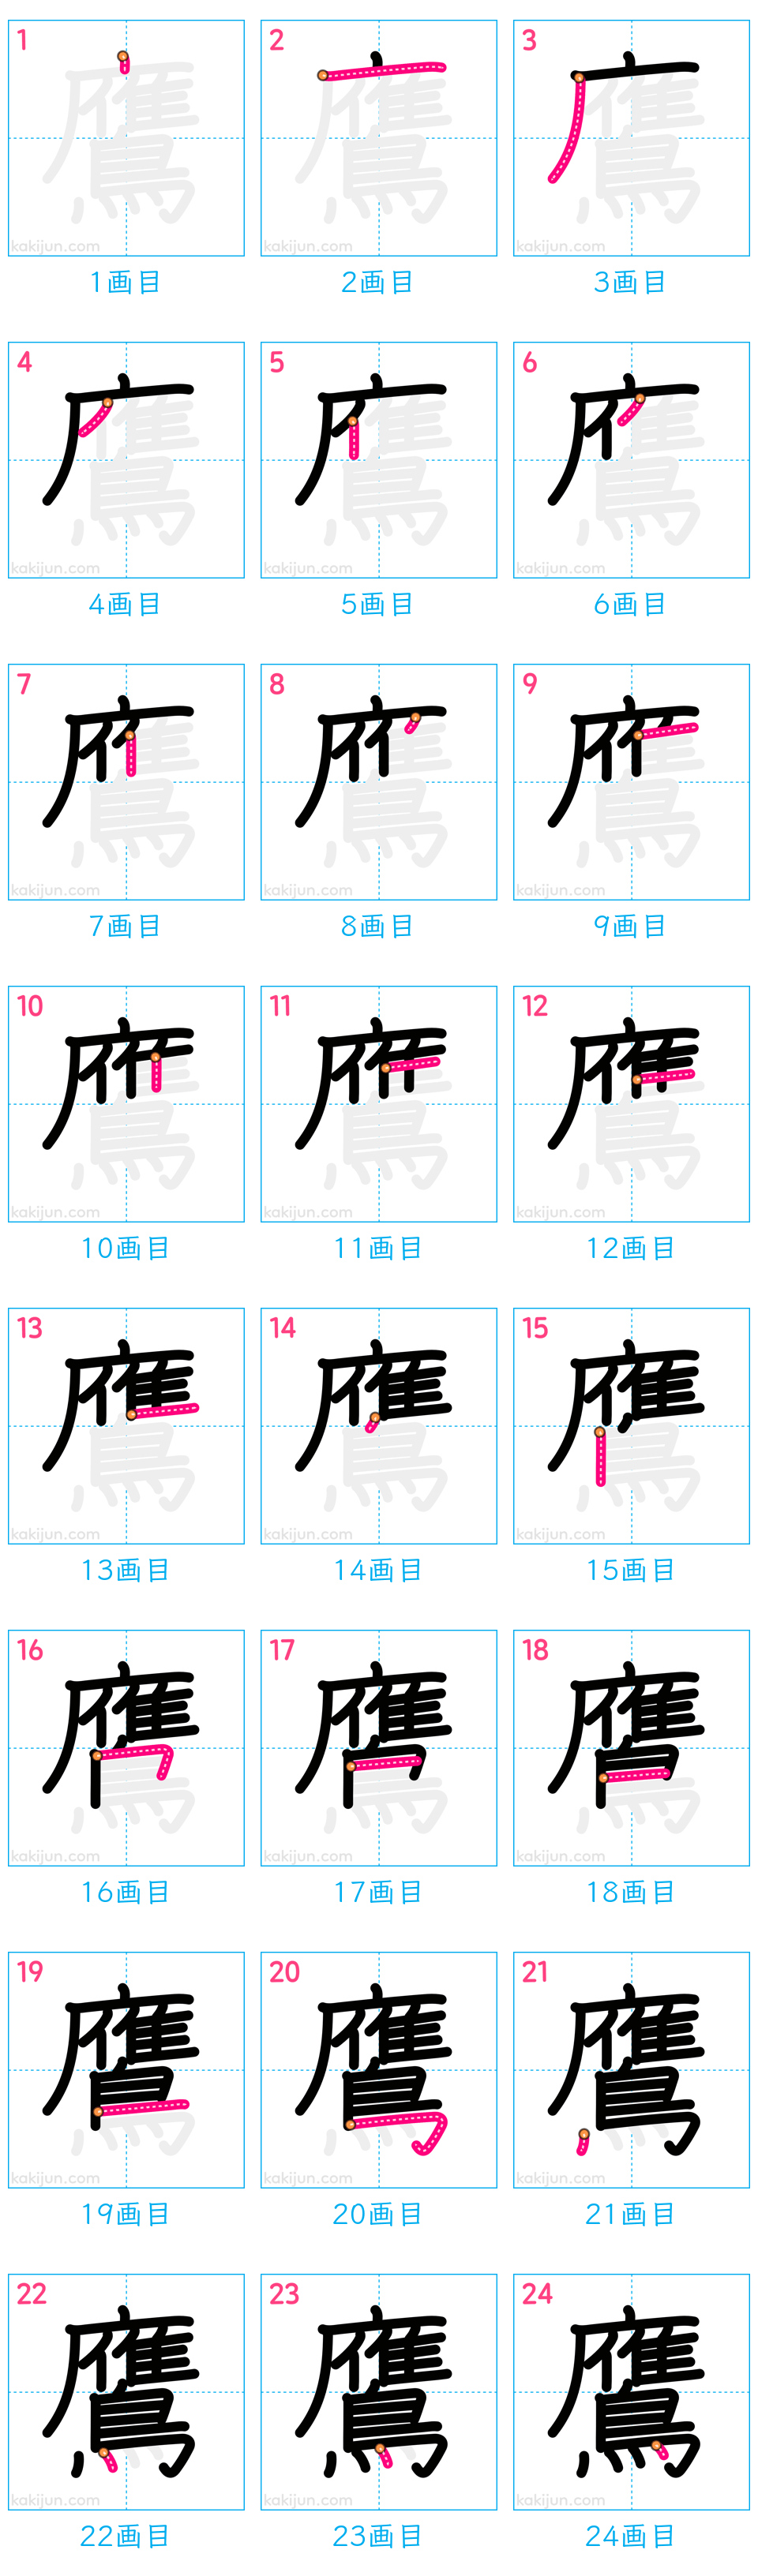 1 2 3
kakijun.com kakijun.com kakijun.com
1画目 2画目 3画目
4 5 6
kakijun.com kakijun.com kakijun.com
4画目 5画目 6画目
7 8 9
kakijun.com kakijun.com kakijun.com
7画目 8画目 9画目
10 11 12
kakijun.com kakijun.com kakijun.com
10画目 11画目 12画目
13 14 15
kakijun.com kakijun.com kakijun.com
13画目 14画目 15画目
16 17 18
kakijun.com kakijun.com kakijun.com
16画目 17画目 18画目
19 20 21
kakijun.com kakijun.com kakijun.com
19画目 20画目 21画目
22 23 24
鷹
kakijun.com kakijun.com kakijun.com
22画目 23画目 24画目